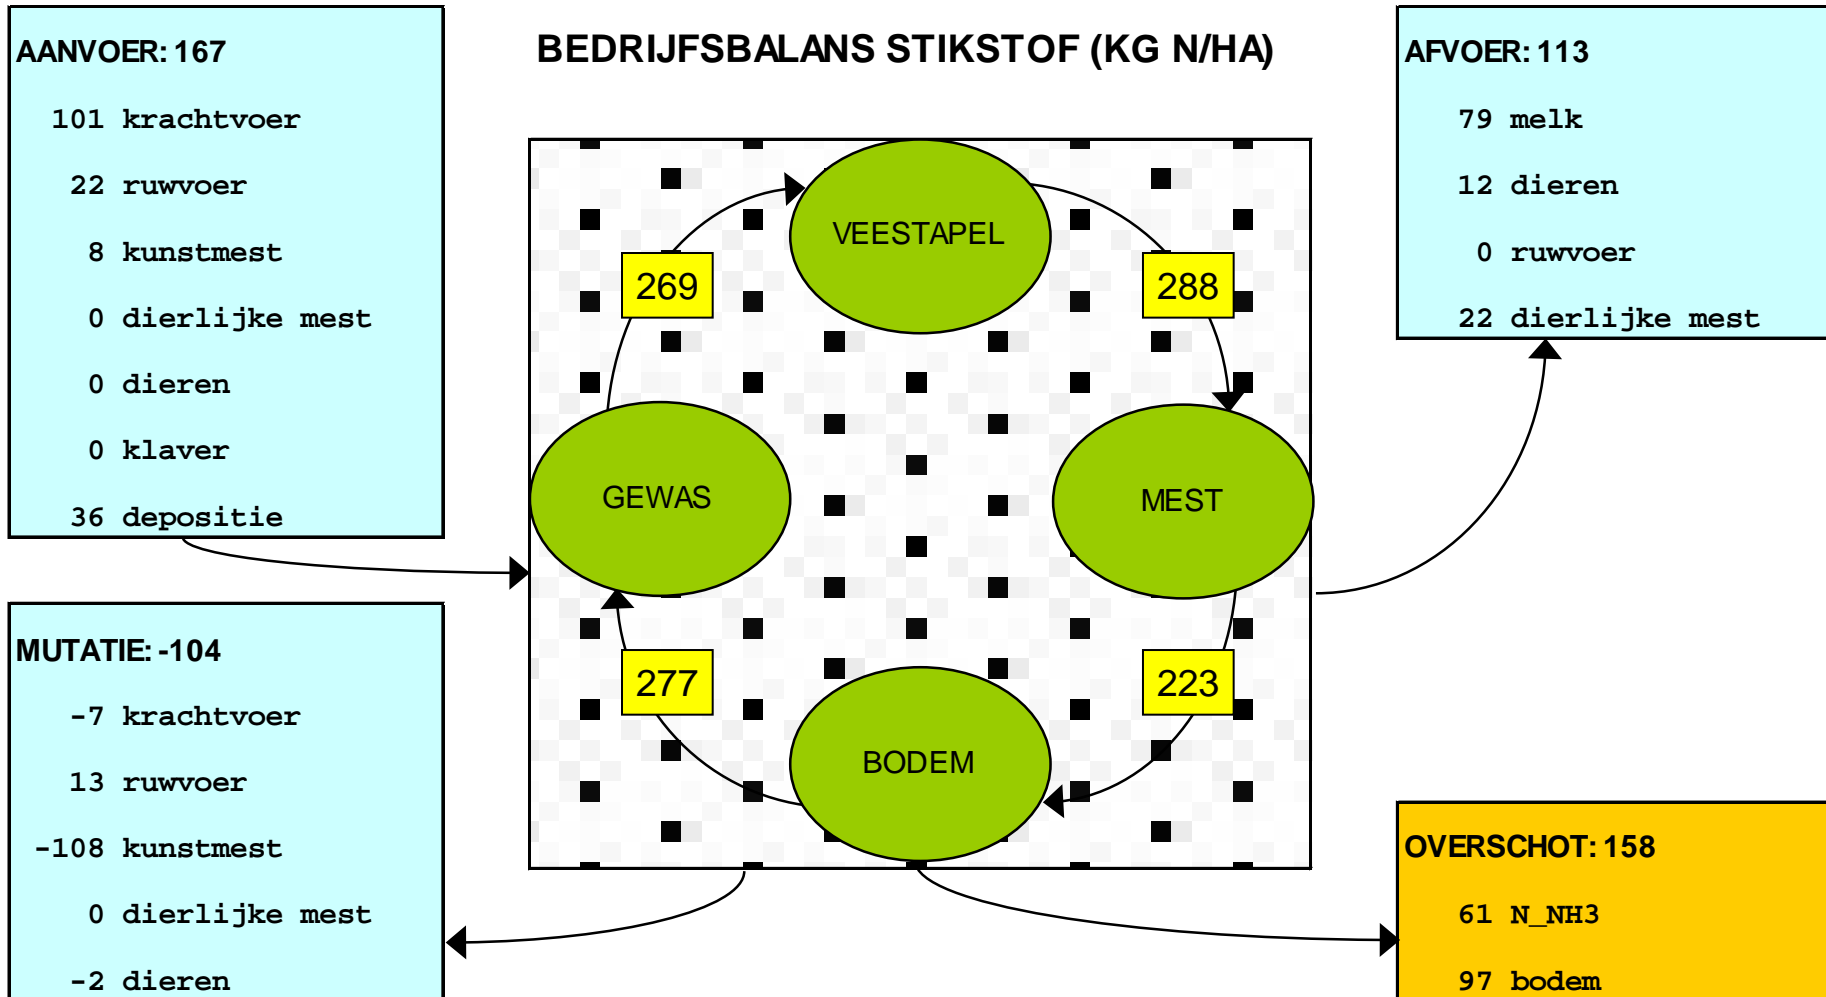 BEDRIJFSBALANS STIKSTOF (KG N/HA)
AANVOER: 167
101 krachtvoer
22 ruwvoer
8 kunstmest
0 dierlijke mest
0 dieren
0 klaver
36 depositie
AFVOER: 113
79 melk
12 dieren
0 ruwvoer
22 dierlijke mest
VEESTAPEL
269
288
GEWAS
MEST
277
223
BODEM
MUTATIE: -104
-7 krachtvoer
13 ruwvoer
-108 kunstmest
0 dierlijke mest
-2 dieren
OVERSCHOT: 158
61 N_NH3
97 bodem